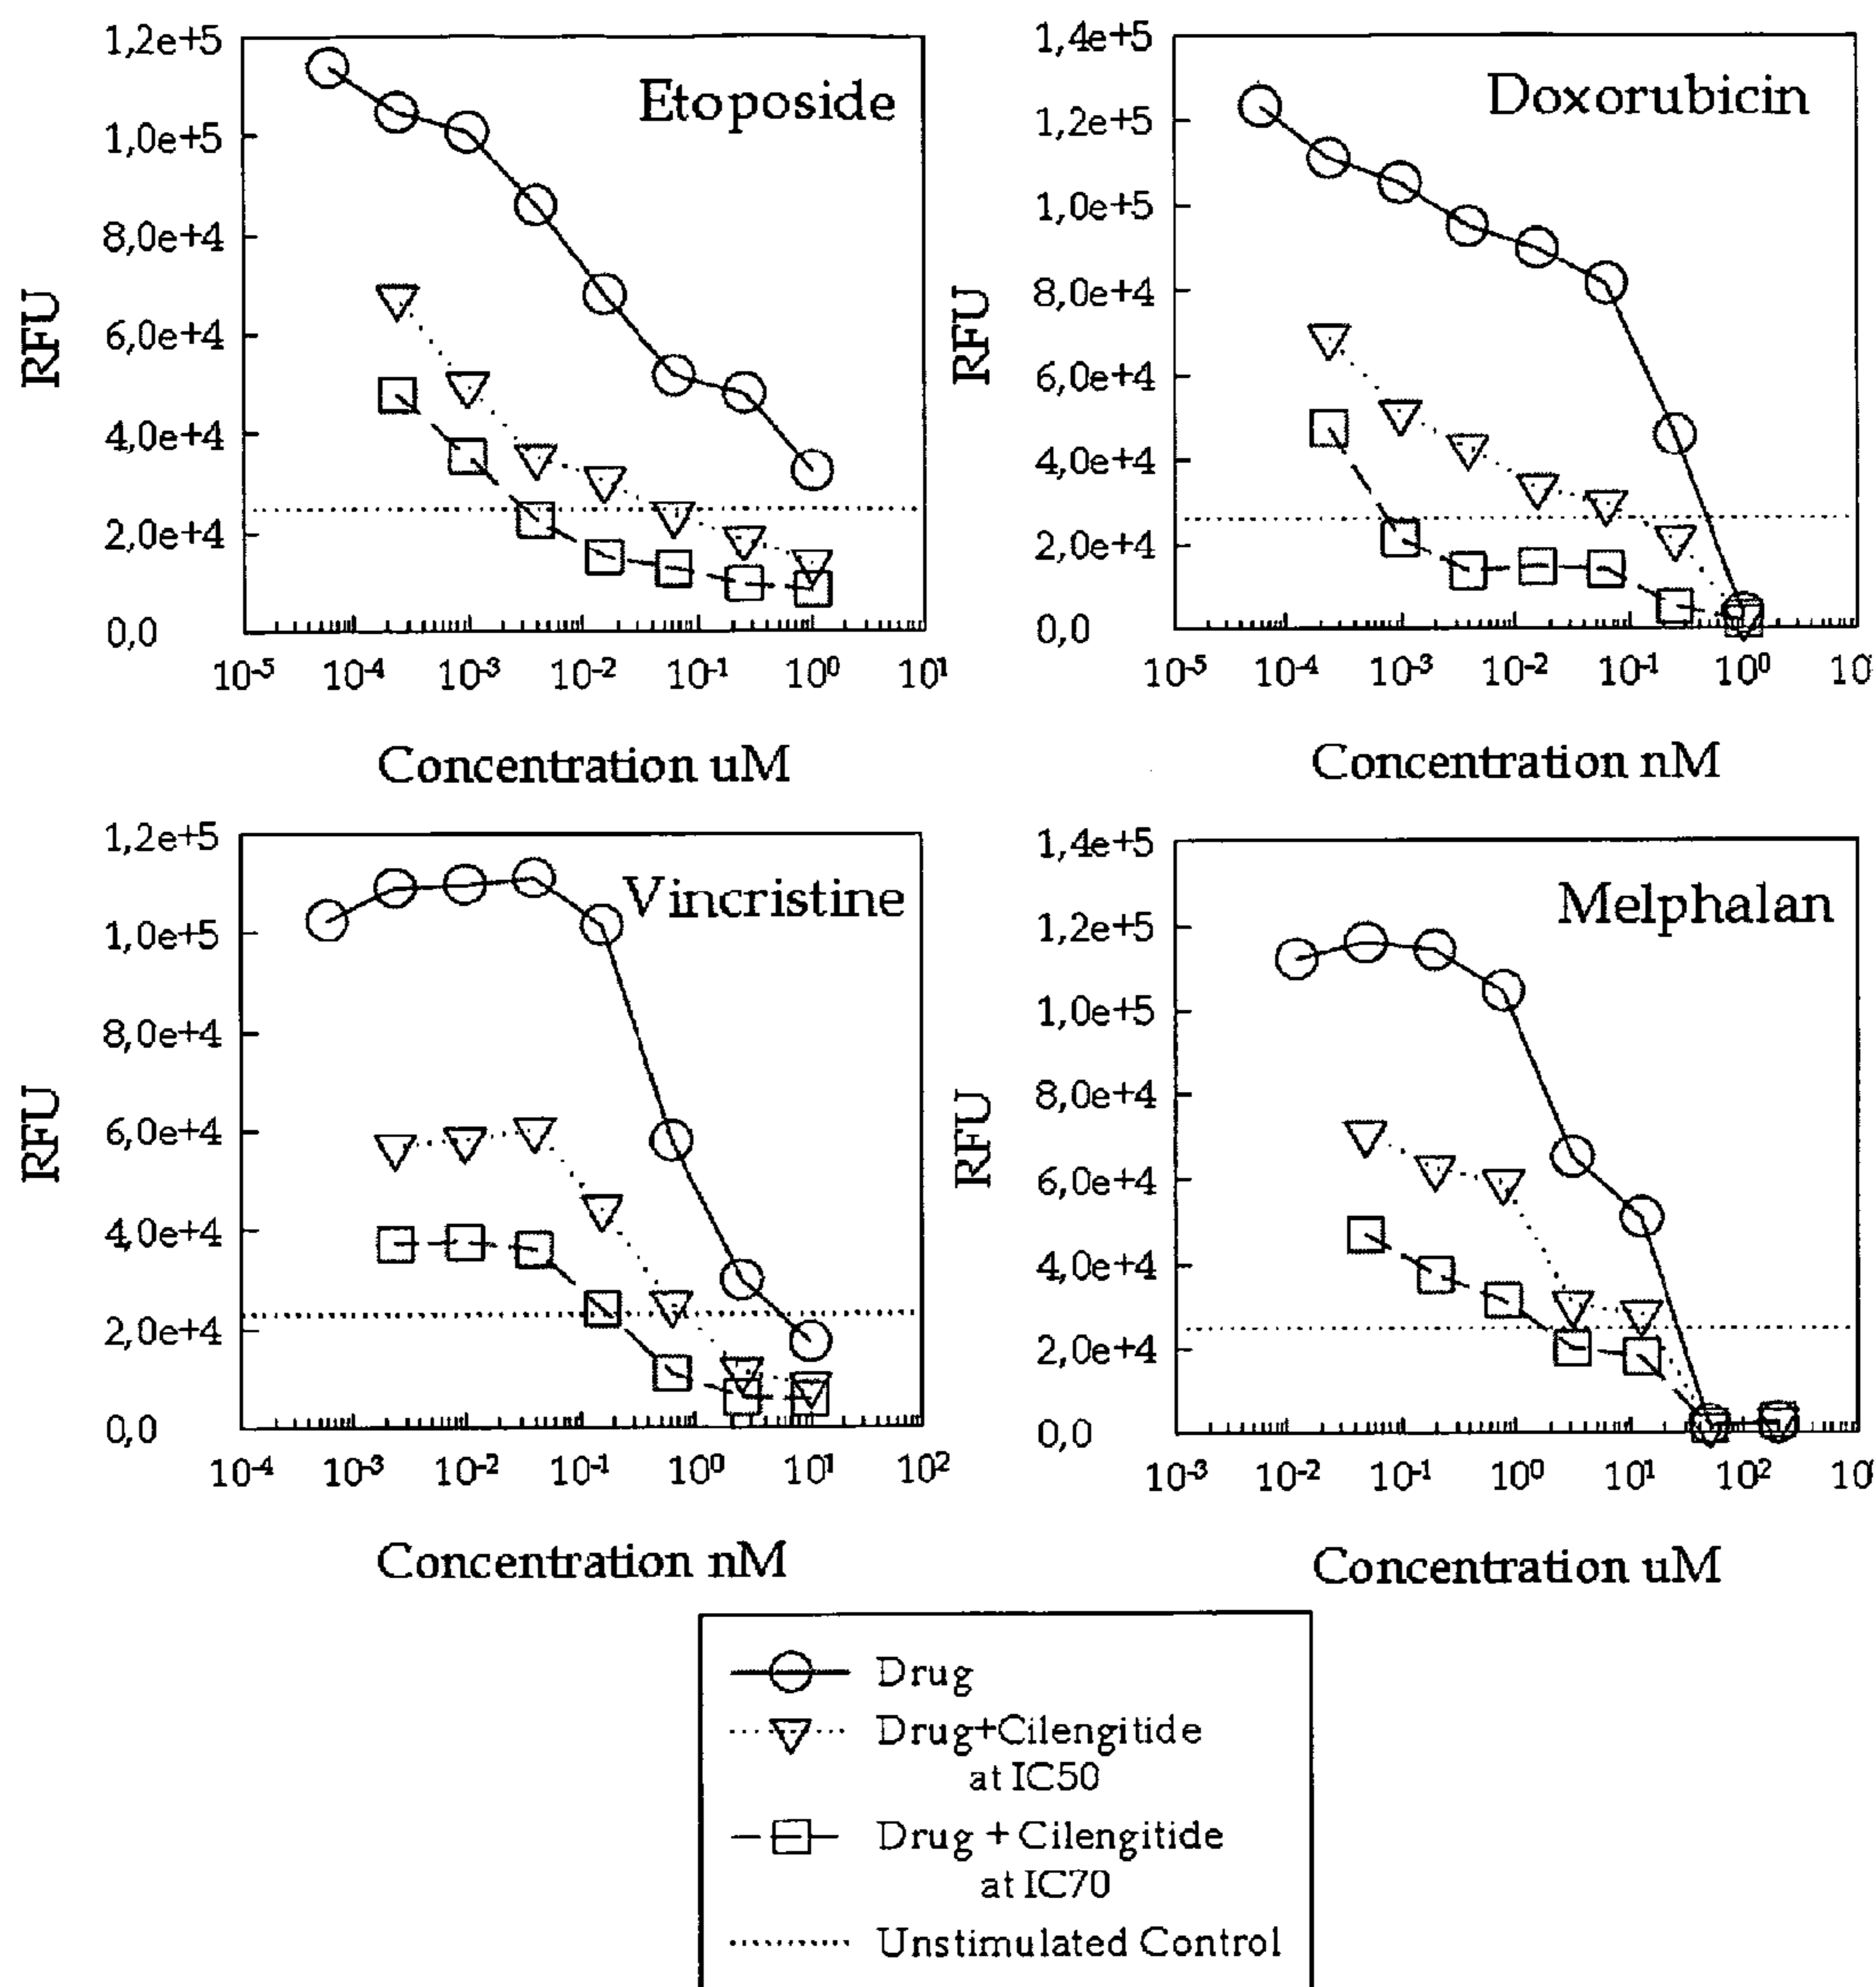 1,2e+5
1,0e+5
8,0e+4
6,0e+4
4,0e+4
2,0e+4
0,0
RFU
Etoposide
10-5 10-4 10-3 10-2 10-1 100 101
Concentration uM
1,4e+5
1,2e+5
1,0e+5
8,0e+4
6,0e+4
4,0e+4
2,0e+4
0,0
RFU
Doxorubicin
10-5 10-4 10-3 10-2 10-1 100 10
Concentration nM
1,2e+5
1,0e+5
8,0e+4
6,0e+4
4,0e+4
2,0e+4
0,0
RFU
Vincristine
10-4 10-3 10-2 10-1 100 101 102
Concentration nM
1,4e+5
1,2e+5
1,0e+5
8,0e+4
6,0e+4
4,0e+4
2,0e+4
0,0
RFU
Melphalan
10-3 10-2 10-1 100 101 102 10
Concentration uM
Drug
Drug+Cilengitide
at IC50
Drug + Cilengitide
at IC70
Unstimulated Control